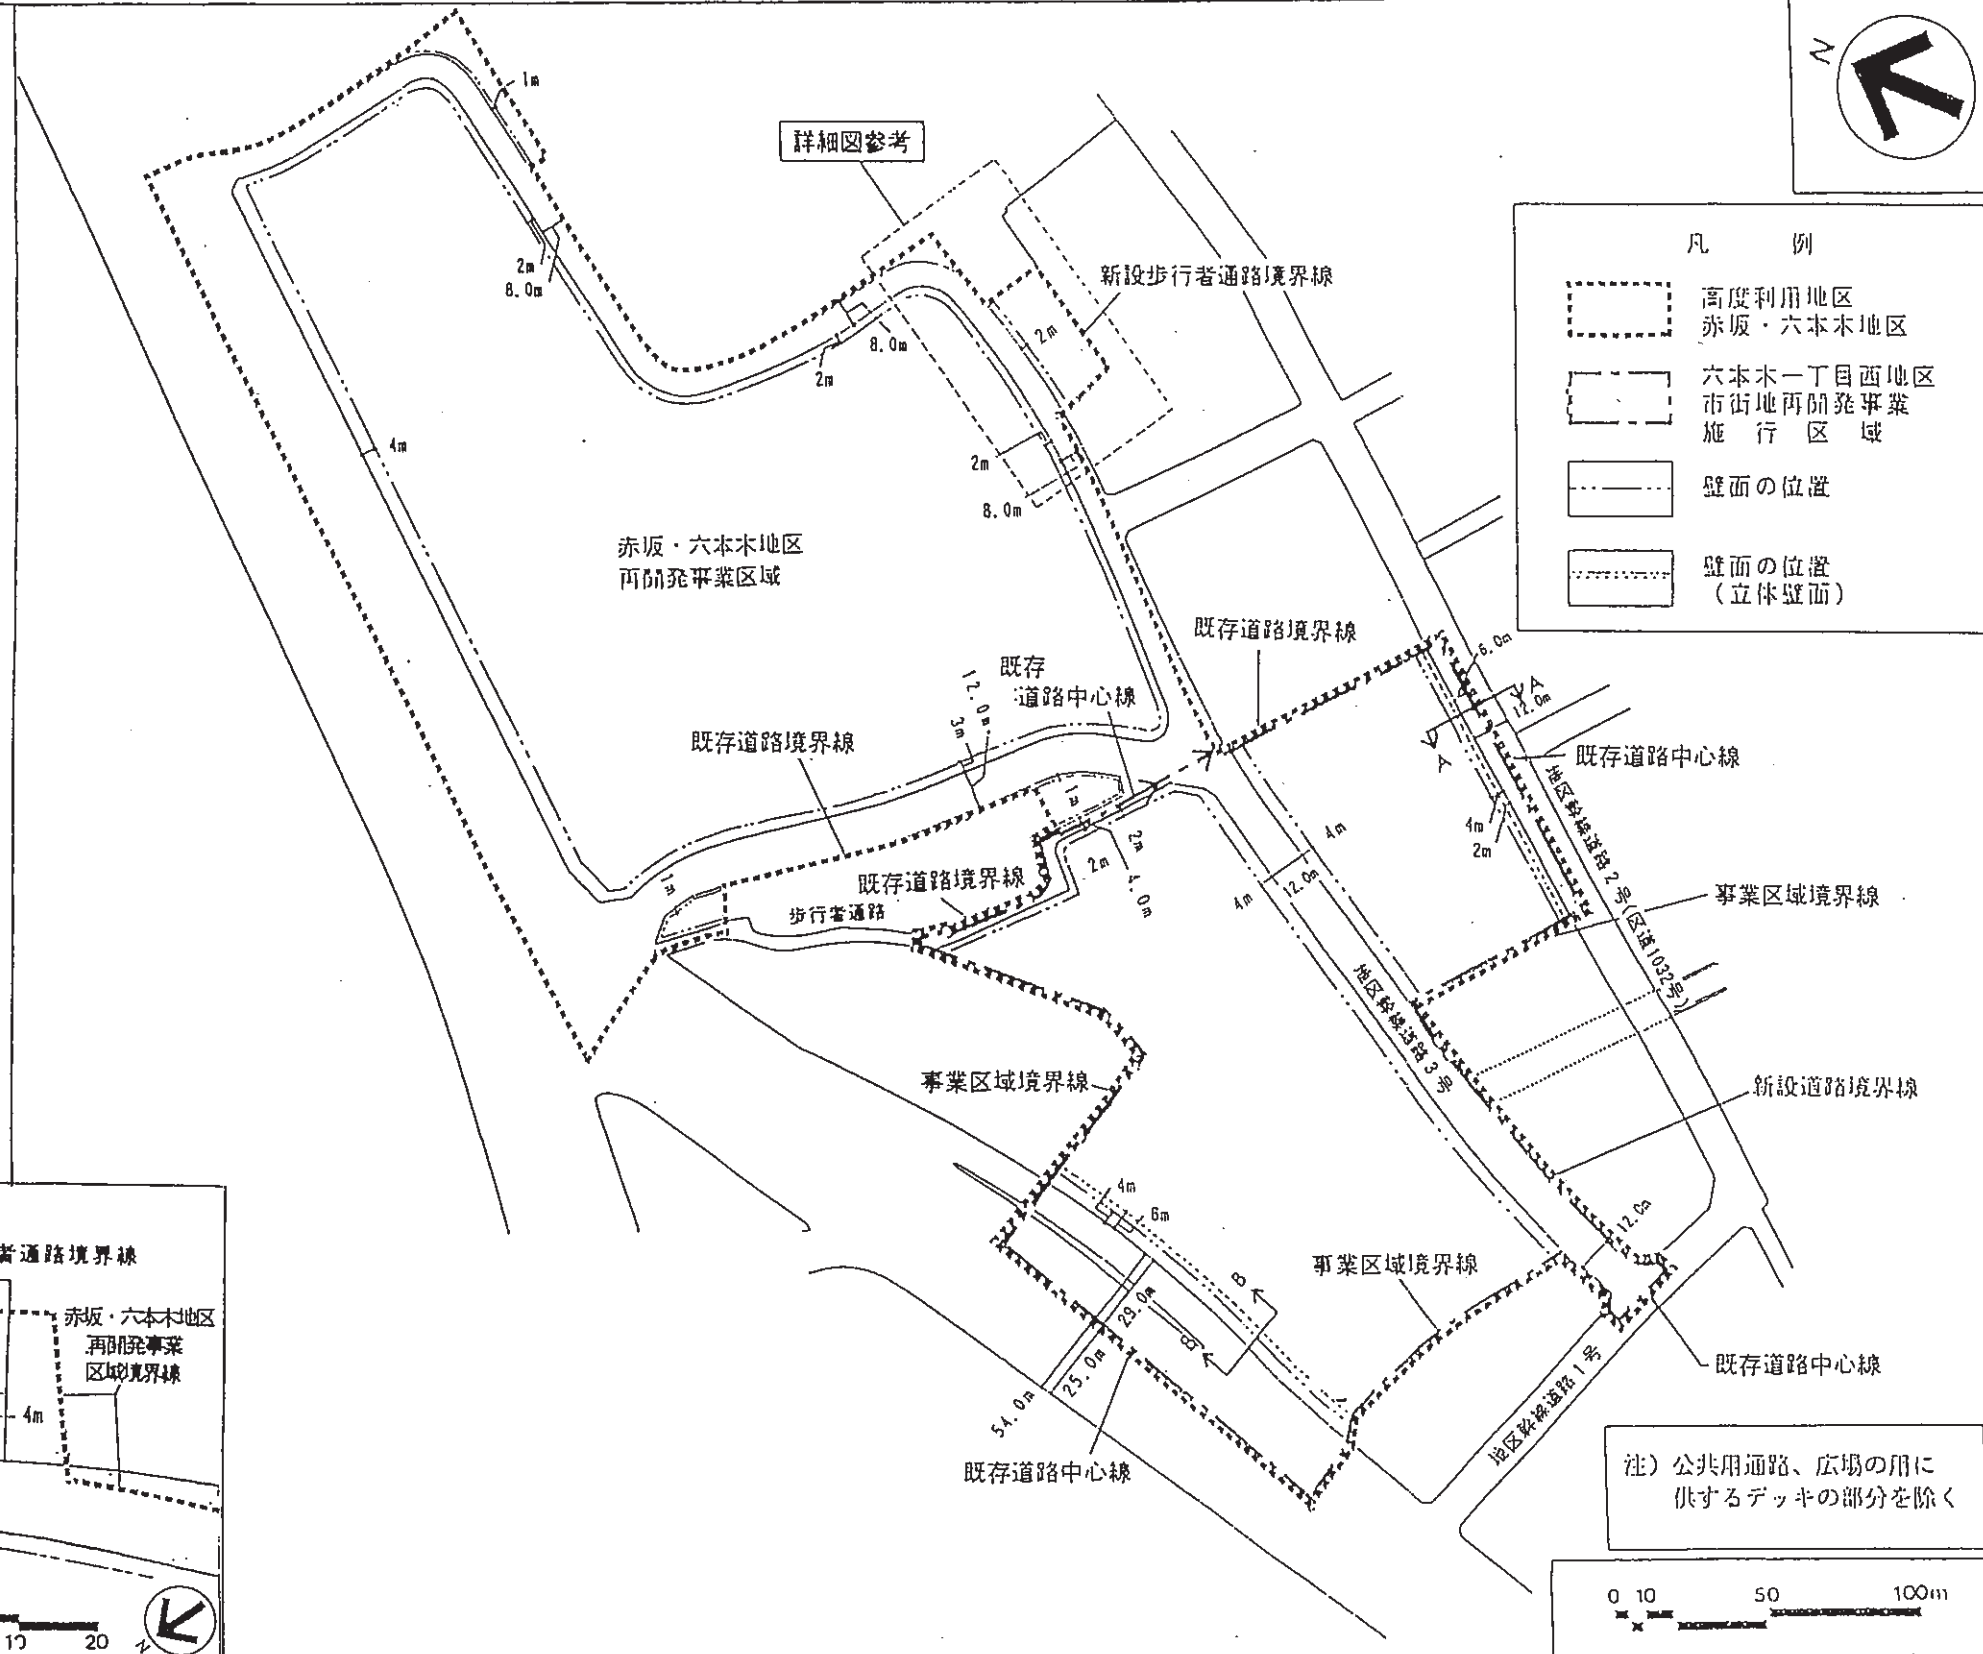 N
凡 例
高度利用地区
赤坂・六本木地区
六本木一丁目西地区
市街地再開発事業
施 行 区 域
壁面の位置
壁面の位置
(立体壁面)
詳細図参考
新設歩行者通路境界線
1m
2m
8.0m
8.0m
2m
2m
4m
2m
8.0m
赤坂・六本木地区
再開発事業区域
既存道路境界線
既存
道路中心線
12.0m
3m
既存道路境界線
1m
2m
2m
4.0m
既存道路境界線
歩行者通路
1m
6.0m
A
12.0m
A
既存道路中心線
4m
2m
地区幹線道路2号(区道1032号)
4m
12.0m
4m
地区幹線道路3号
事業区域境界線
新設道路境界線
事業区域境界線
4m
6m
29.0m
25.0m
54.0m
B
B
既存道路中心線
事業区域境界線
12.0m
既存道路中心線
地区幹線道路11号
注) 公共用通路、広場の用に
供するデッキの部分を除く
0 10 50 100m
者通路境界線
赤坂・六本木地区
再開発事業
区域境界線
4m
10 20
N